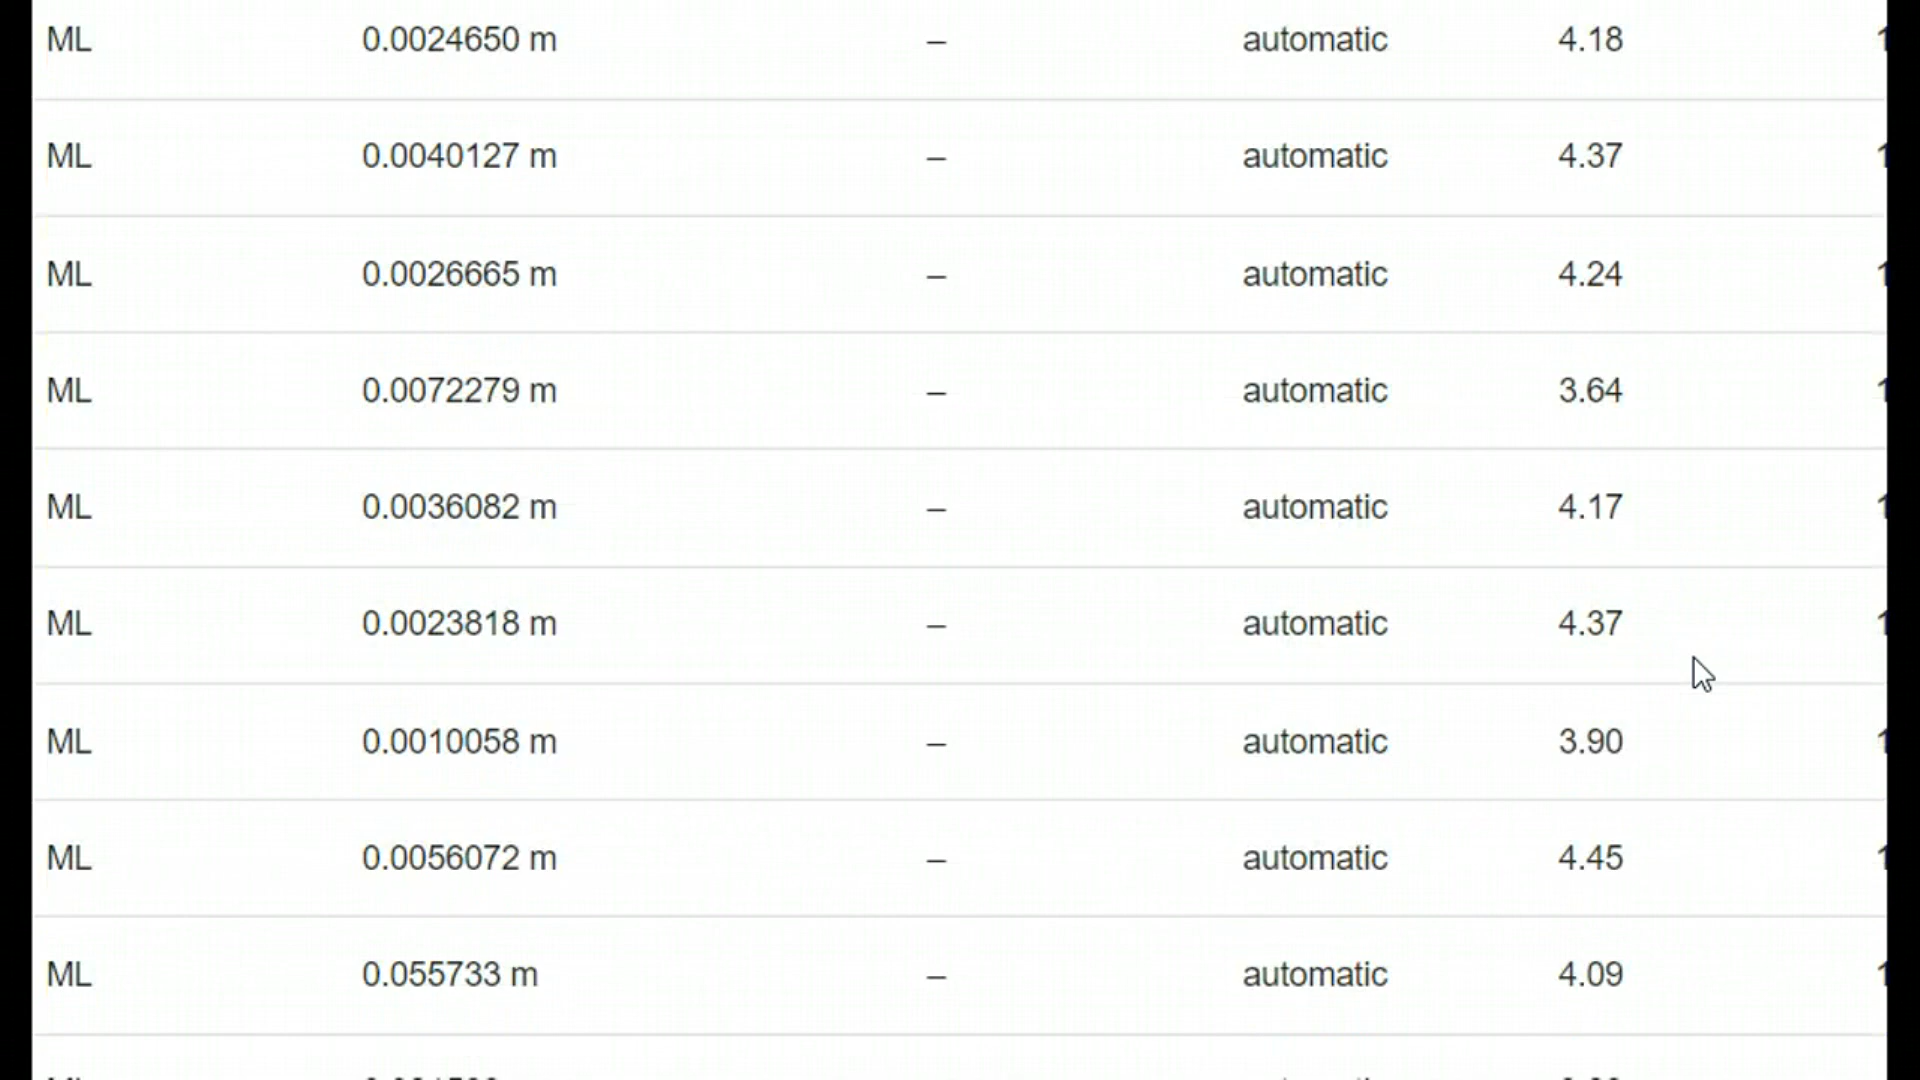 ML 0.0024650 m – automatic 4.18
ML 0.0040127 m – automatic 4.37
ML 0.0026665 m – automatic 4.24
ML 0.0072279 m – automatic 3.64
ML 0.0036082 m – automatic 4.17
ML 0.0023818 m – automatic 4.37
ML 0.0010058 m – automatic 3.90
ML 0.0056072 m – automatic 4.45
ML 0.055733 m – automatic 4.09